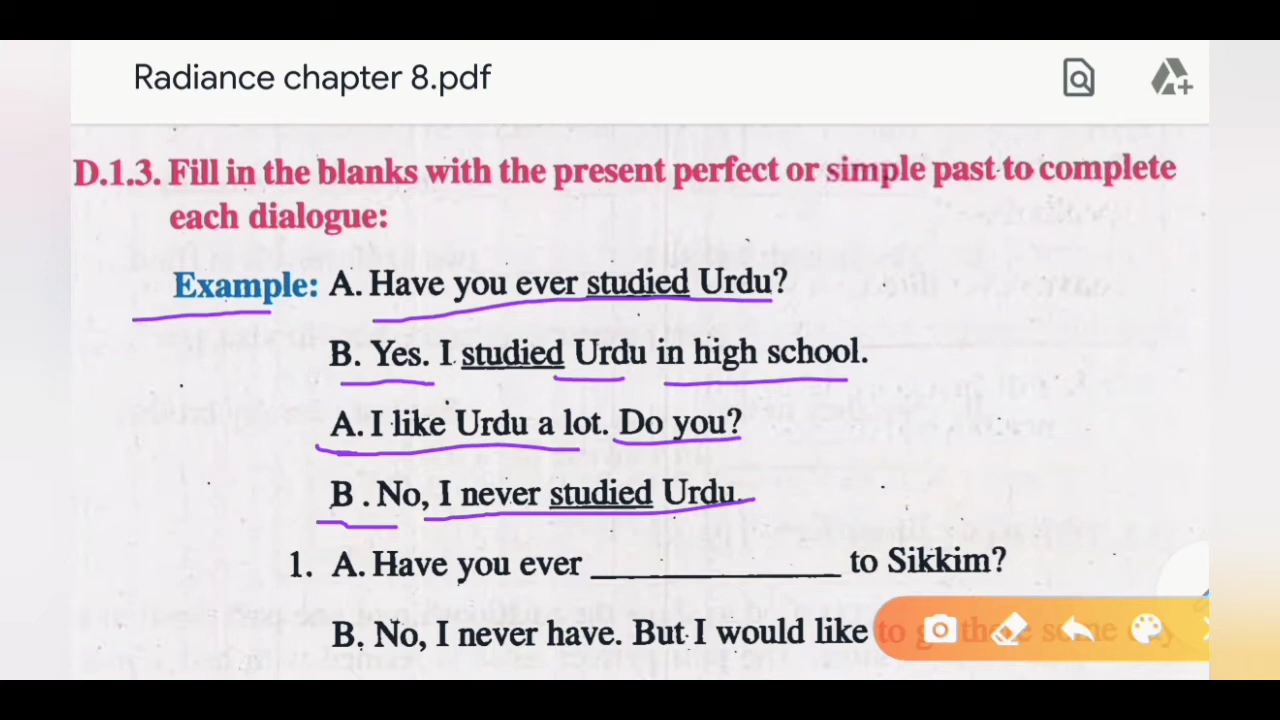 Radiance chapter 8.pdf
D.1.3. Fill in the blanks with the present perfect or simple past to complete
each dialogue:
Example: A. Have you ever studied Urdu?
B. Yes. I studied Urdu in high school.
A. I like Urdu a lot. Do you?
B . No, I never studied Urdu.
1. A. Have you ever ____________ to Sikkim?
B. No, I never have. But I would like to